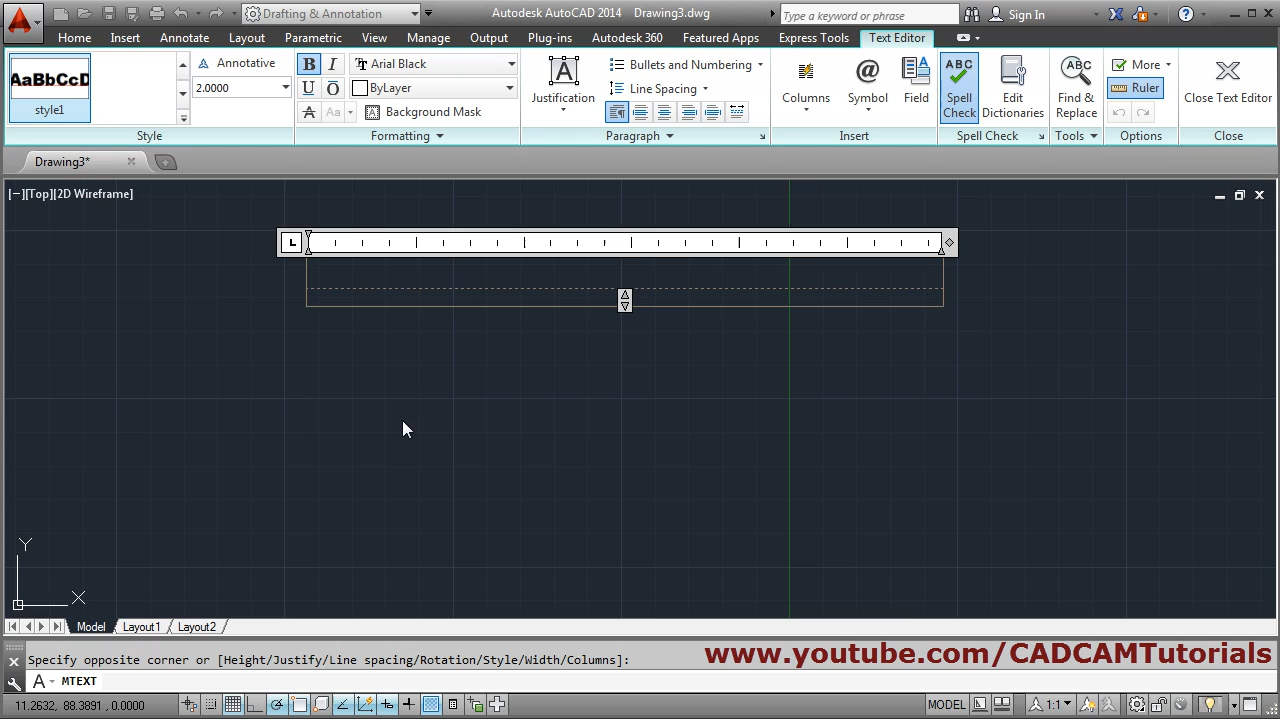 Drafting & Annotation
Autodesk AutoCAD 2014 Drawing3.dwg
Type a keyword or phrase
Sign In
Home Insert Annotate Layout Parametric View Manage Output Plug-ins Autodesk 360 Featured Apps Express Tools Text Editor
AaBbCcD
style1
Annotative
2.0000
Style
B I Arial Black
U O ByLayer
A Aa Background Mask
Formatting
A
Justification
Bullets and Numbering
Line Spacing
Paragraph
Columns
@
Symbol
Field
Insert
ABC
Spell
Check
Edit
Dictionaries
Spell Check
Find &
Replace
Tools
More
Ruler
Options
Close Text Editor
Close
Drawing3*
[−][Top][2D Wireframe]
L
Y
X
Model Layout1 Layout2
Specify opposite corner or [Height/Justify/Line spacing/Rotation/Style/Width/Columns]:
www.youtube.com/CADCAMTutorials
A MTEXT
11.2632, 88.3891, 0.0000
MODEL
1:1